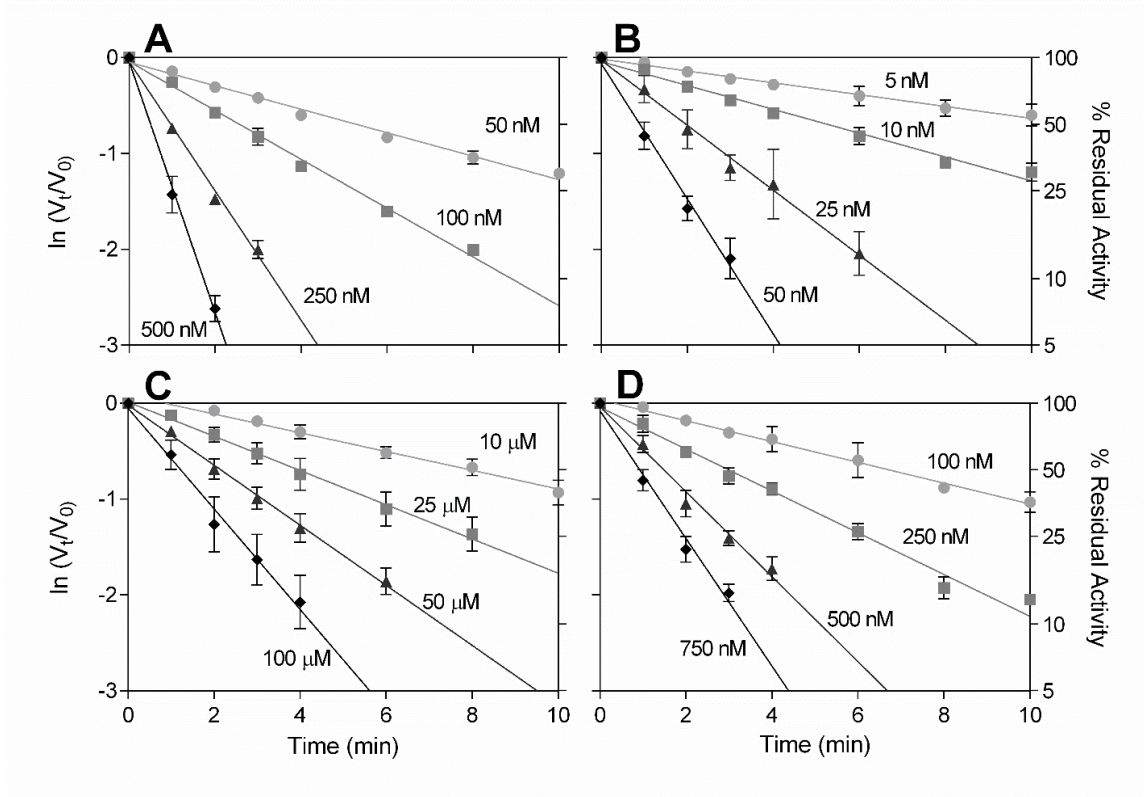 A
B
0
-1
-2
-3
ln (Vt/V0)
50 nM
100 nM
250 nM
500 nM
5 nM
10 nM
25 nM
50 nM
100
50
25
10
5
% Residual Activity
C
D
0
-1
-2
-3
ln (Vt/V0)
10 μM
25 μM
50 μM
100 μM
100 nM
250 nM
500 nM
750 nM
100
50
25
10
5
% Residual Activity
0 2 4 6 8 10
Time (min)
0 2 4 6 8 10
Time (min)